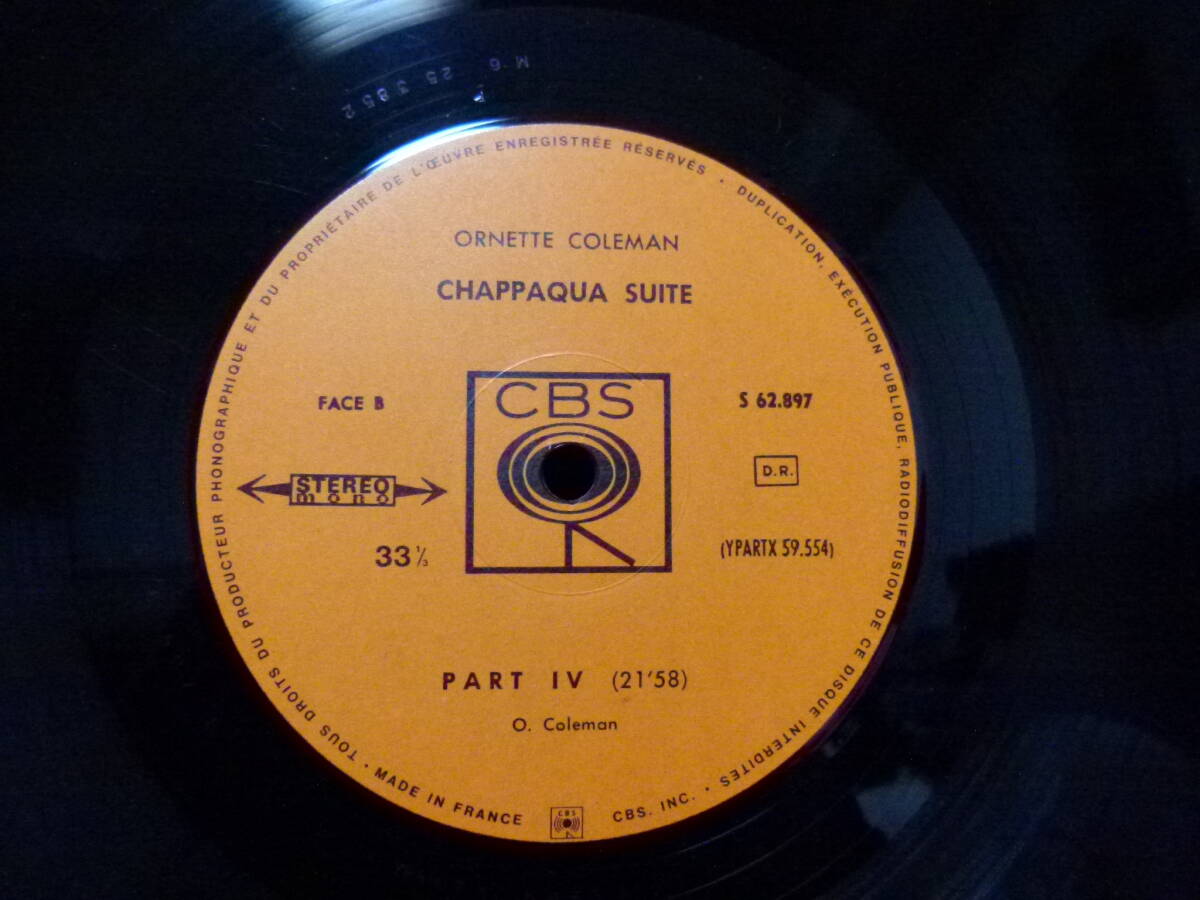 M 6 25 3852
TOUS DROITS DU PRODUCTEUR PHONOGRAPHIQUE ET DU PROPRIÉTAIRE DE L'ŒUVRE ENREGISTRÉE RÉSERVÉS · DUPLICATION, EXÉCUTION PUBLIQUE, RADIODIFFUSION DE CE DISQUE INTERDITES ·
ORNETTE COLEMAN
CHAPPAQUA SUITE
CBS
FACE B
S 62.897
D.R.
STEREO
mono
33⅓
(YPARTX 59.554)
PART IV (21'58)
O. Coleman
· MADE IN FRANCE
CBS
CBS. INC. ·